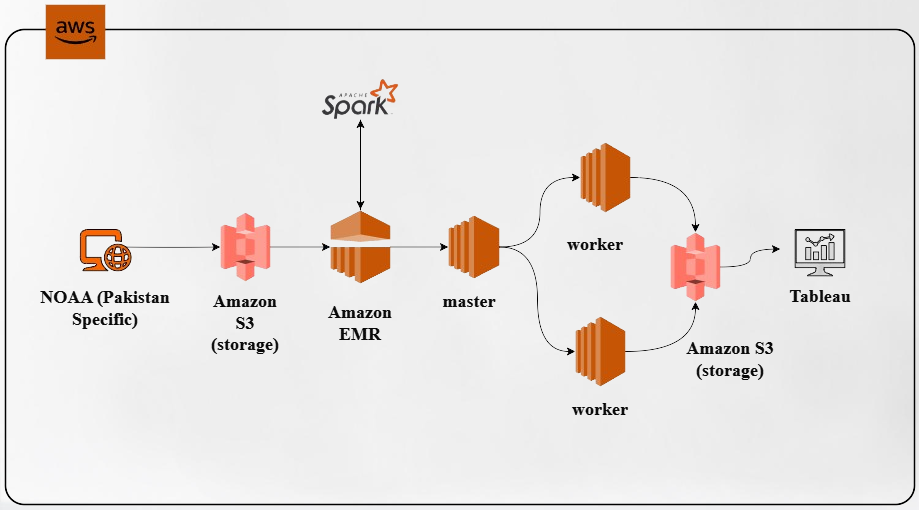 aws
APACHE
Spark
NOAA (Pakistan
Specific)
Amazon
S3
(storage)
Amazon
EMR
master
worker
worker
Amazon S3
(storage)
Tableau